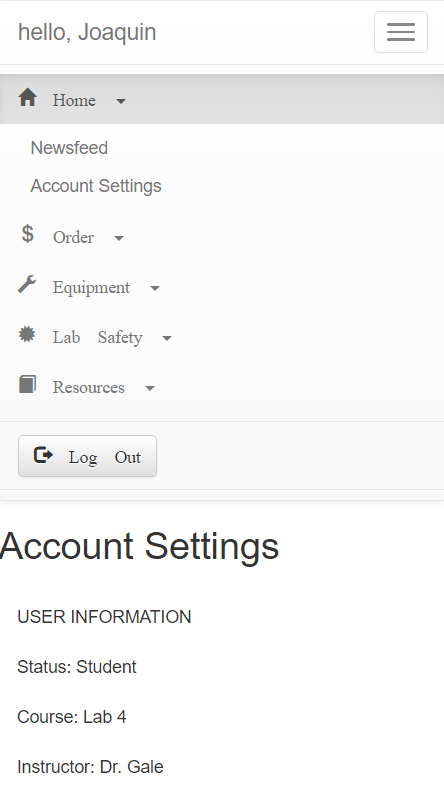 hello, Joaquin
Home
Newsfeed
Account Settings
Order
Equipment
Lab Safety
Resources
Log Out
Account Settings
USER INFORMATION
Status: Student
Course: Lab 4
Instructor: Dr. Gale